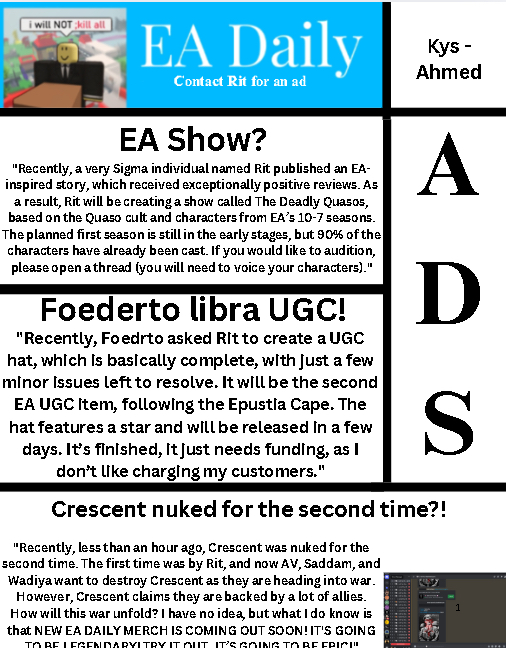 i will NOT ;kill all
EA Daily
Contact Rit for an ad
Kys -
Ahmed
EA Show?
"Recently, a very Sigma individual named Rit published an EA-
inspired story, which received exceptionally positive reviews. As
a result, Rit will be creating a show called The Deadly Quasos,
based on the Quaso cult and characters from EA's 10-7 seasons.
The planned first season is still in the early stages, but 90% of the
characters have already been cast. If you would like to audition,
please open a thread (you will need to voice your characters)."
A
D
S
Foederto libra UGC!
"Recently, Foedrto asked Rit to create a UGC
hat, which is basically complete, with just a few
minor issues left to resolve. It will be the second
EA UGC item, following the Epustia Cape. The
hat features a star and will be released in a few
days. It's finished, it just needs funding, as I
don't like charging my customers."
Crescent nuked for the second time?!
"Recently, less than an hour ago, Crescent was nuked for the
second time. The first time was by Rit, and now AV, Saddam, and
Wadiya want to destroy Crescent as they are heading into war.
However, Crescent claims they are backed by a lot of allies.
How will this war unfold? I have no idea, but what I do know is
that NEW EA DAILY MERCH IS COMING OUT SOON! IT'S GOING
TO BE LEGENDARY! TRY IT OUT, IT'S GOING TO BE EPIC!"
1